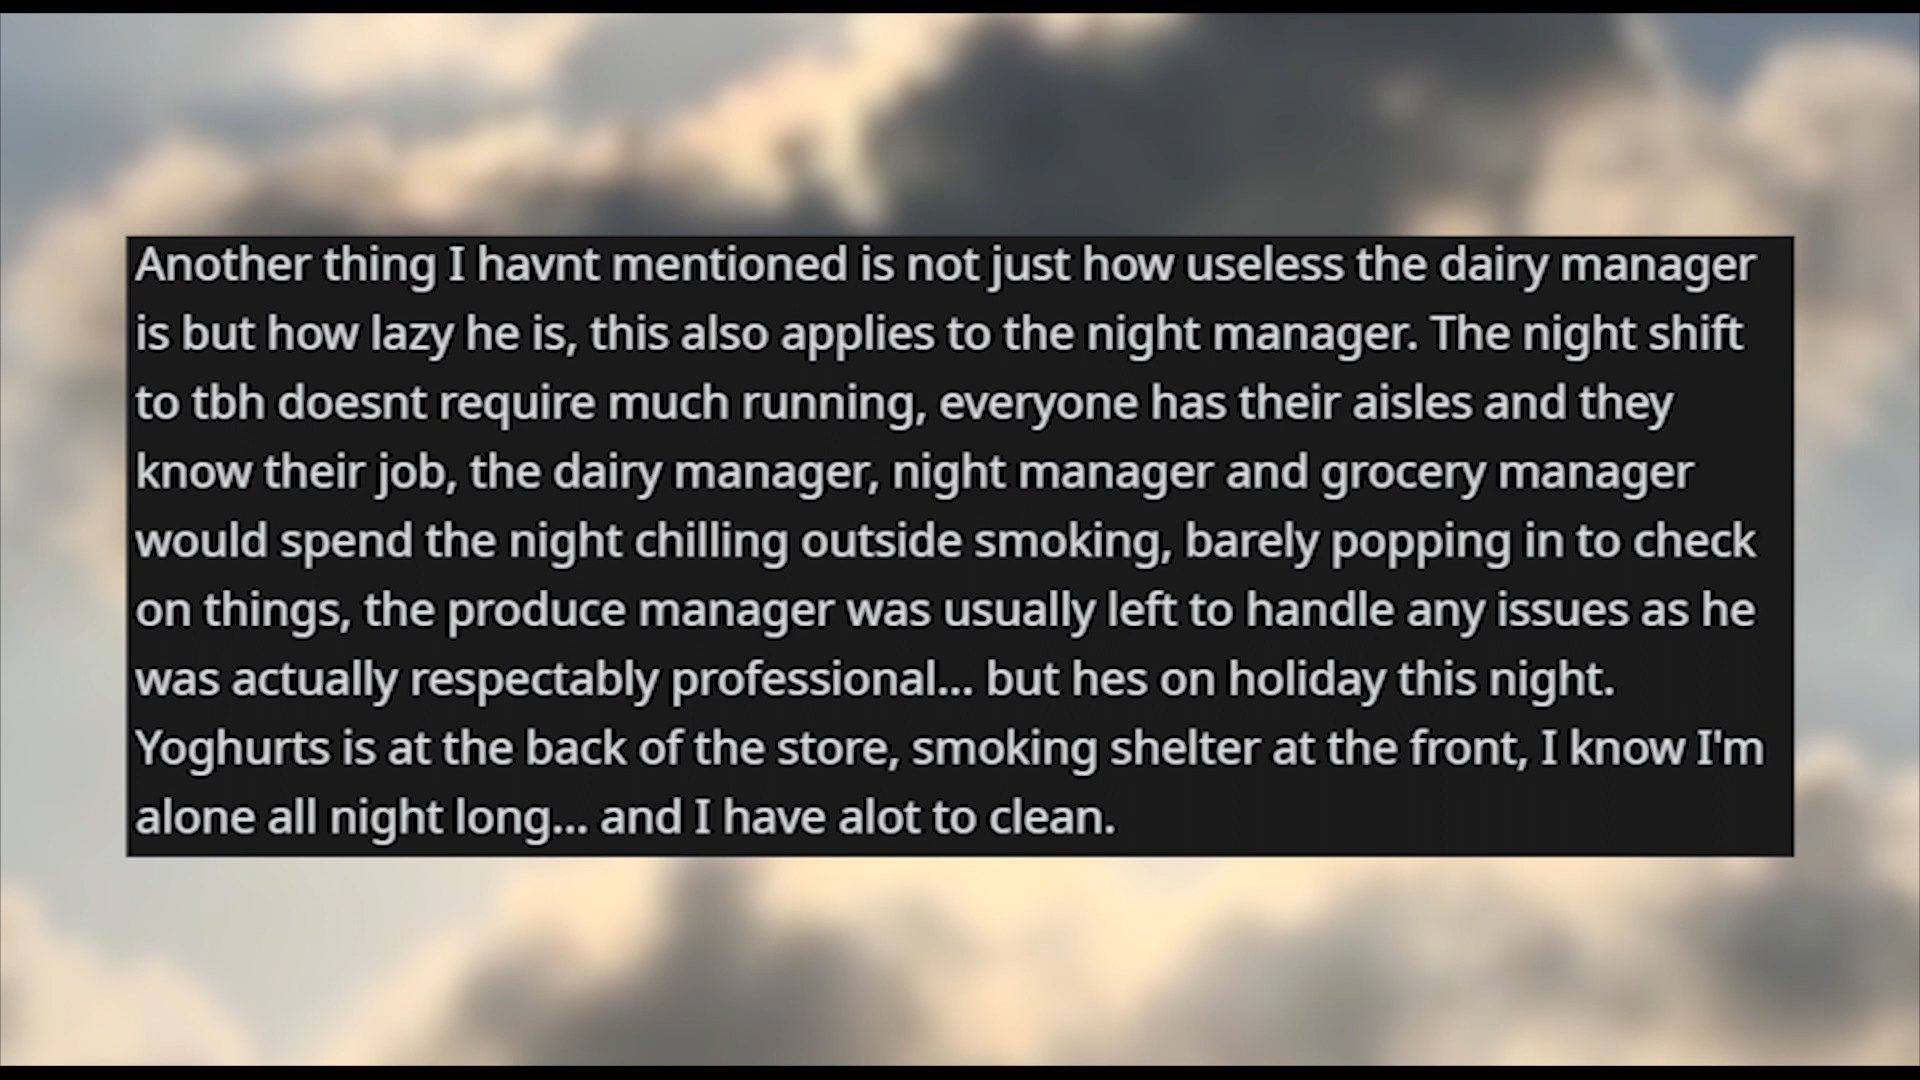 Another thing I havnt mentioned is not just how useless the dairy manager
is but how lazy he is, this also applies to the night manager. The night shift
to tbh doesnt require much running, everyone has their aisles and they
know their job, the dairy manager, night manager and grocery manager
would spend the night chilling outside smoking, barely popping in to check
on things, the produce manager was usually left to handle any issues as he
was actually respectably professional... but hes on holiday this night.
Yoghurts is at the back of the store, smoking shelter at the front, I know I'm
alone all night long... and I have alot to clean.